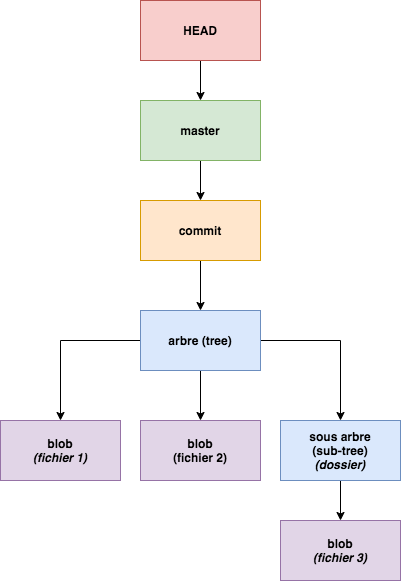 HEAD
master
commit
arbre (tree)
blob
(fichier 1)
blob
(fichier 2)
sous arbre
(sub-tree)
(dossier)
blob
(fichier 3)